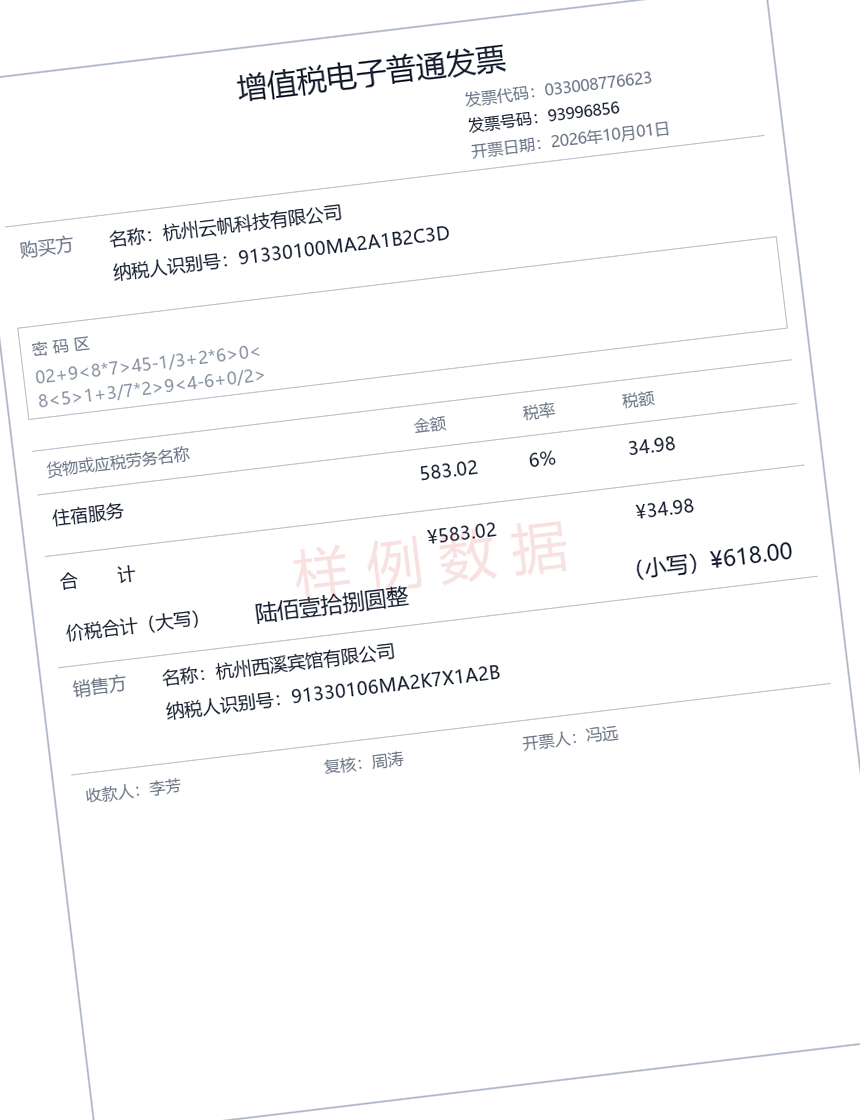 增值税电子普通发票
发票代码：033008776623
发票号码：93996856
开票日期：2026年10月01日
购买方 名称：杭州云帆科技有限公司
纳税人识别号：91330100MA2A1B2C3D
密码区
02+9<8*7>45-1/3+2*6>0<
8<5>1+3/7*2>9<4-6+0/2>
货物或应税劳务名称 金额 税率 税额
住宿服务 583.02 6% 34.98
合 计 ¥583.02 ¥34.98
样例数据
价税合计（大写） 陆佰壹拾捌圆整 （小写）¥618.00
销售方 名称：杭州西溪宾馆有限公司
纳税人识别号：91330106MA2K7X1A2B
收款人：李芳 复核：周涛 开票人：冯远